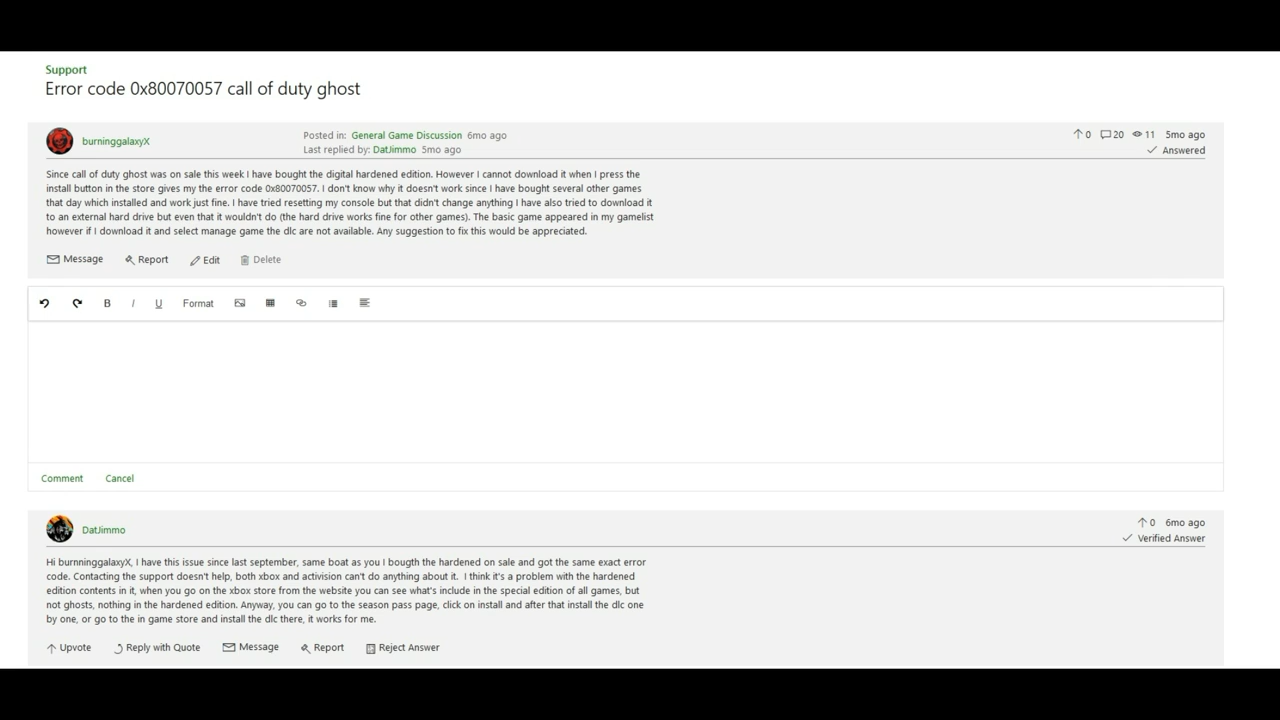 Support
Error code 0x80070057 call of duty ghost
burninggalaxyX
Posted in: General Game Discussion 6mo ago
Last replied by: DatJimmo 5mo ago
0 20 11 5mo ago
Answered
Since call of duty ghost was on sale this week I have bought the digital hardened edition. However I cannot download it when I press the
install button in the store gives my the error code 0x80070057. I don't know why it doesn't work since I have bought several other games
that day which installed and work just fine. I have tried resetting my console but that didn't change anything I have also tried to download it
to an external hard drive but even that it wouldn't do (the hard drive works fine for other games). The basic game appeared in my gamelist
however if I download it and select manage game the dlc are not available. Any suggestion to fix this would be appreciated.
Message Report Edit Delete
B I U Format
Comment Cancel
DatJimmo
0 6mo ago
Verified Answer
Hi burnninggalaxyX, I have this issue since last september, same boat as you I bougth the hardened on sale and got the same exact error
code. Contacting the support doesn't help, both xbox and activision can't do anything about it. I think it's a problem with the hardened
edition contents in it, when you go on the xbox store from the website you can see what's include in the special edition of all games, but
not ghosts, nothing in the hardened edition. Anyway, you can go to the season pass page, click on install and after that install the dlc one
by one, or go to the in game store and install the dlc there, it works for me.
Upvote Reply with Quote Message Report Reject Answer